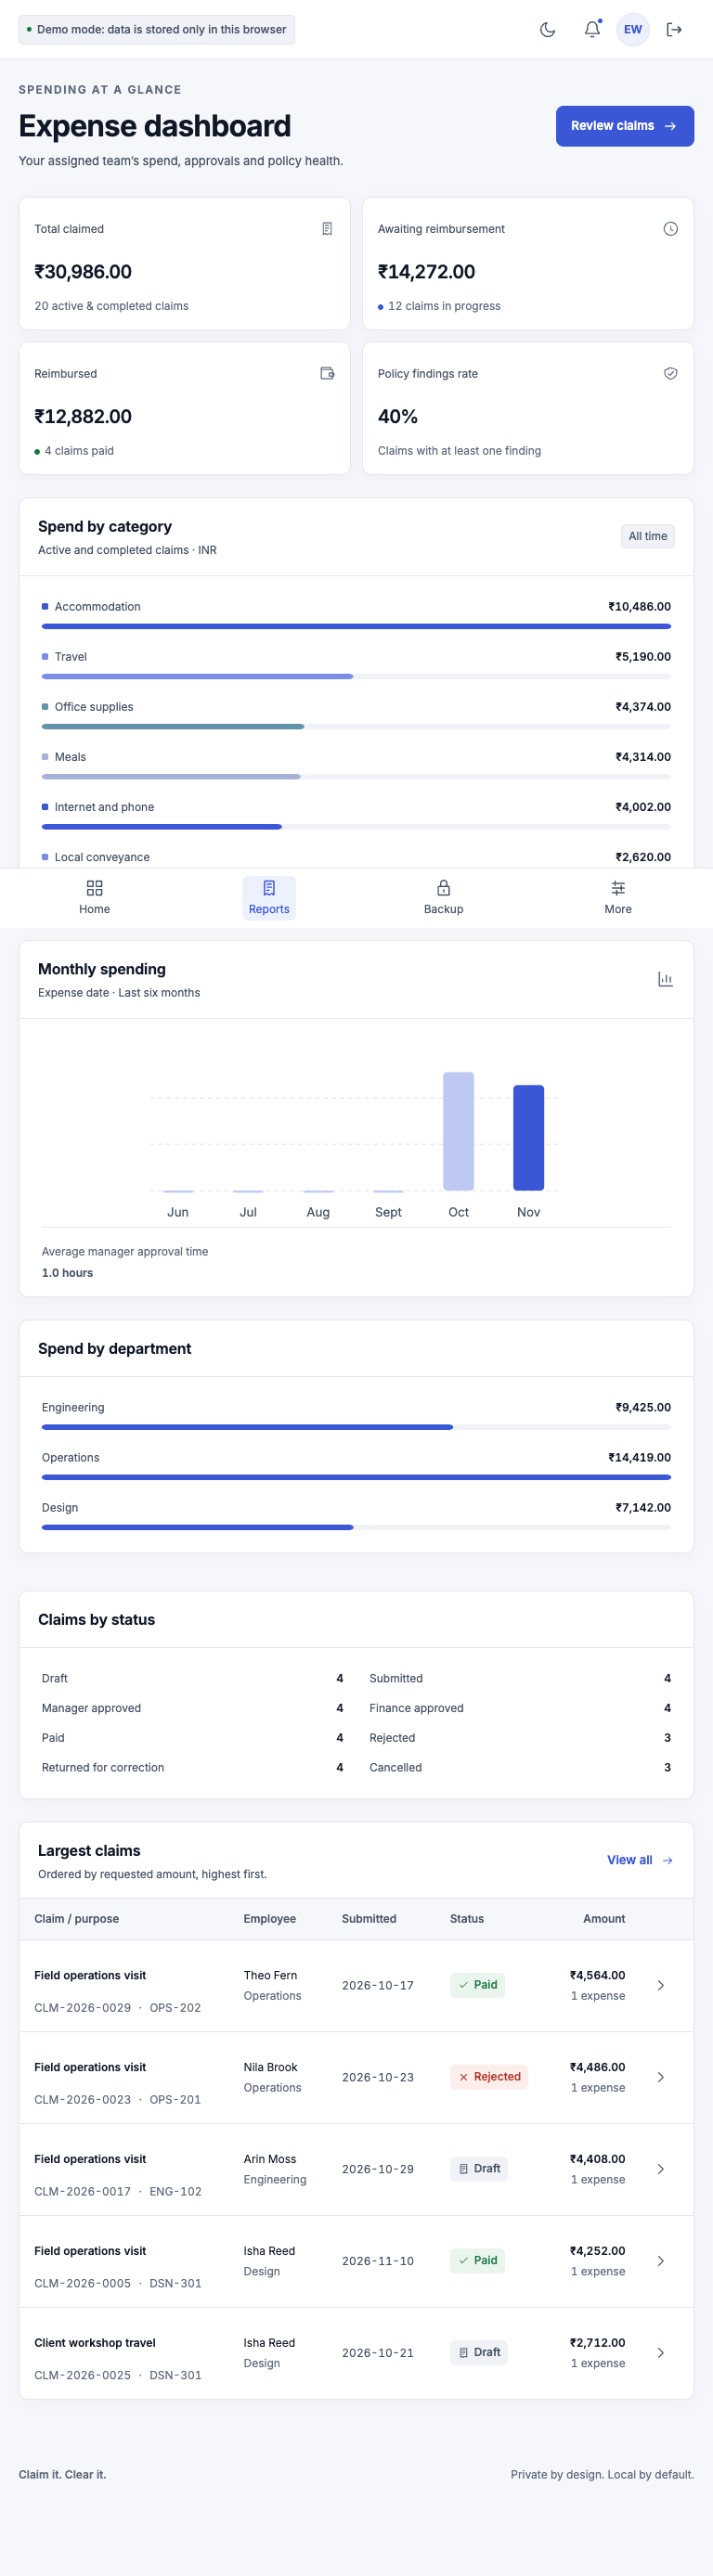 Demo mode: data is stored only in this browser
EW
SPENDING AT A GLANCE
Expense dashboard
Review claims
Your assigned team's spend, approvals and policy health.
Total claimed
₹30,986.00
20 active & completed claims
Awaiting reimbursement
₹14,272.00
12 claims in progress
Reimbursed
₹12,882.00
4 claims paid
Policy findings rate
40%
Claims with at least one finding
Spend by category
Active and completed claims · INR
All time
Accommodation ₹10,486.00
Travel ₹5,190.00
Office supplies ₹4,374.00
Meals ₹4,314.00
Internet and phone ₹4,002.00
Local conveyance ₹2,620.00
Home Reports Backup More
Monthly spending
Expense date · Last six months
Jun Jul Aug Sept Oct Nov
Average manager approval time
1.0 hours
Spend by department
Engineering ₹9,425.00
Operations ₹14,419.00
Design ₹7,142.00
Claims by status
Draft 4 Submitted 4
Manager approved 4 Finance approved 4
Paid 4 Rejected 3
Returned for correction 4 Cancelled 3
Largest claims
Ordered by requested amount, highest first.
View all
Claim / purpose Employee Submitted Status Amount
Field operations visit Theo Fern 2026-10-17 Paid ₹4,564.00
CLM-2026-0029 · OPS-202 Operations 1 expense
Field operations visit Nila Brook 2026-10-23 Rejected ₹4,486.00
CLM-2026-0023 · OPS-201 Operations 1 expense
Field operations visit Arin Moss 2026-10-29 Draft ₹4,408.00
CLM-2026-0017 · ENG-102 Engineering 1 expense
Field operations visit Isha Reed 2026-11-10 Paid ₹4,252.00
CLM-2026-0005 · DSN-301 Design 1 expense
Client workshop travel Isha Reed 2026-10-21 Draft ₹2,712.00
CLM-2026-0025 · DSN-301 Design 1 expense
Claim it. Clear it.
Private by design. Local by default.